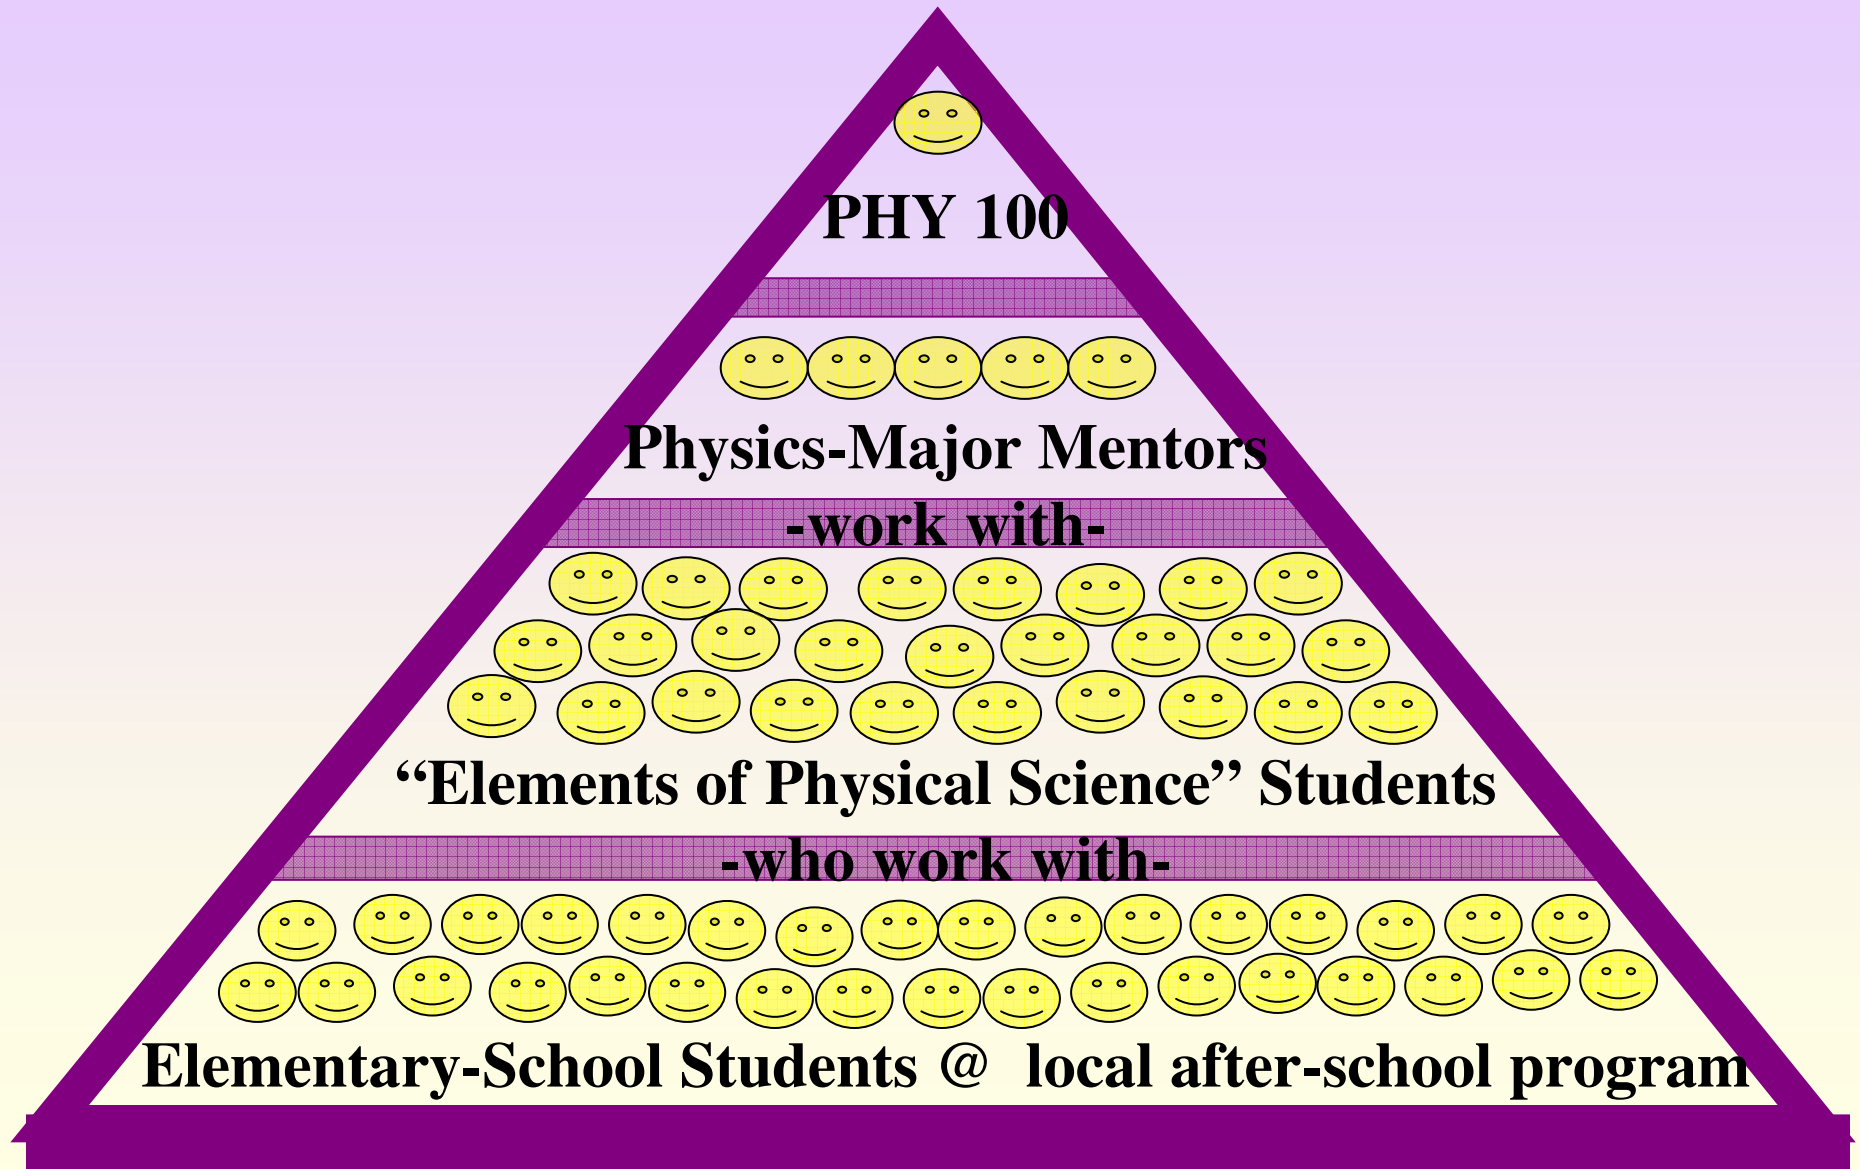 PHY 100
Physics-Major Mentors
-work with-
“Elements of Physical Science” Students
-who work with-
Elementary-School Students @  local after-school program